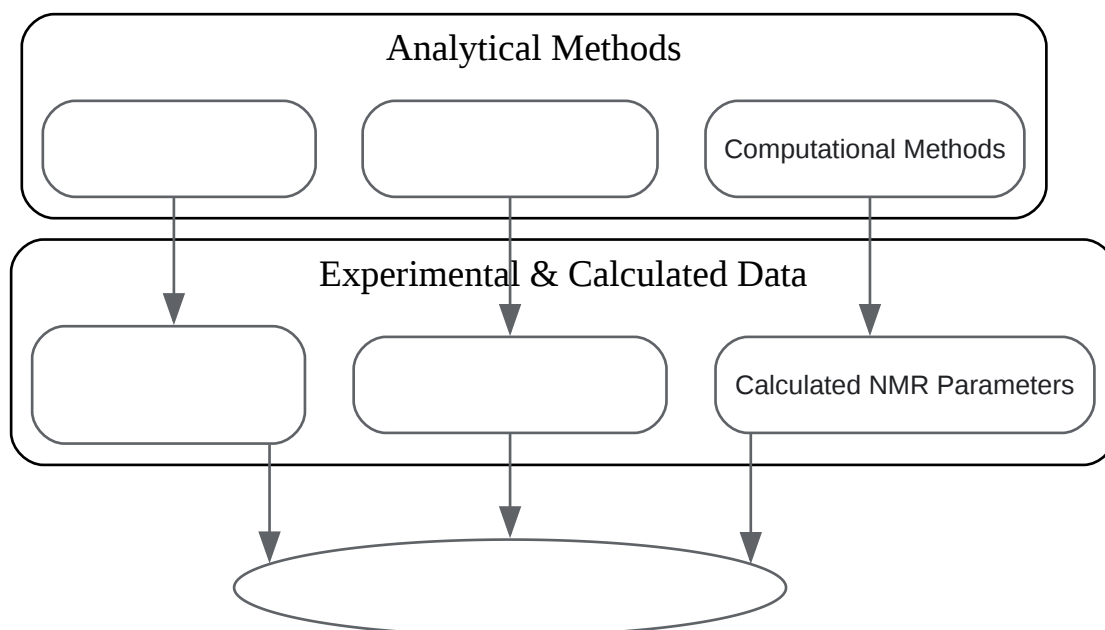 Analytical Methods
Computational Methods
Experimental & Calculated Data
Calculated NMR Parameters